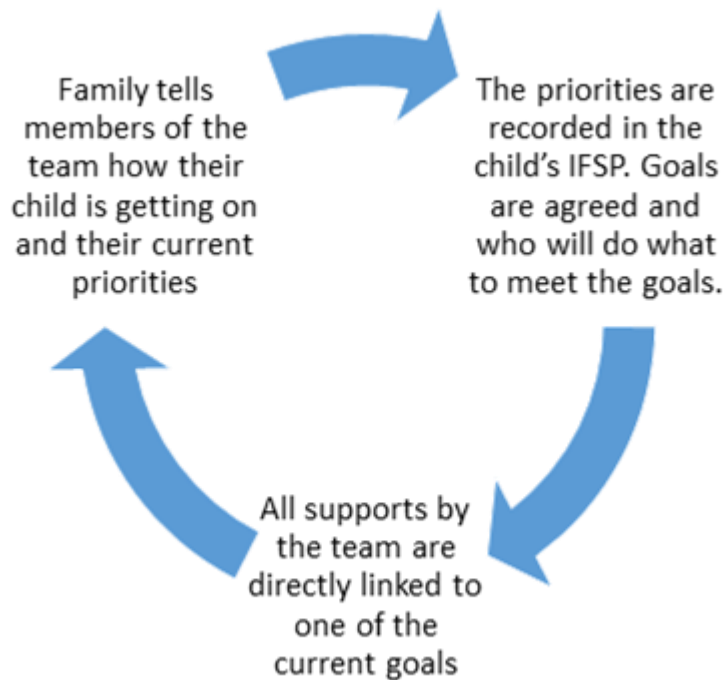 Family tells
members of the
team how their
child is getting on
and their current
priorities
The priorities are
recorded in the
child's IFSP. Goals
are agreed and
who will do what
to meet the goals.
All supports by
the team are
directly linked to
one of the
current goals